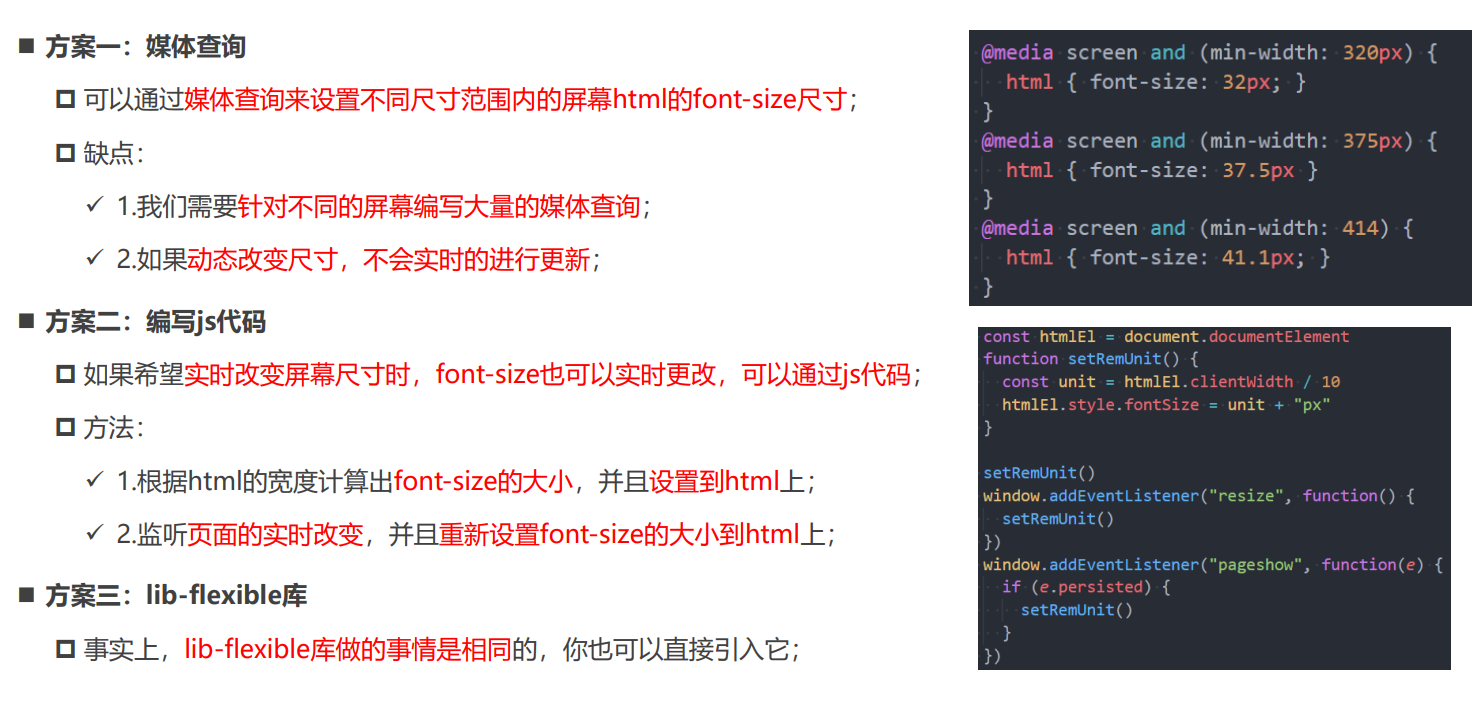 ■ 方案一：媒体查询
可以通过媒体查询来设置不同尺寸范围内的屏幕html的font-size尺寸；
缺点：
✓ 1.我们需要针对不同的屏幕编写大量的媒体查询；
✓ 2.如果动态改变尺寸，不会实时的进行更新；
■ 方案二：编写js代码
如果希望实时改变屏幕尺寸时，font-size也可以实时更改，可以通过js代码；
方法：
✓ 1.根据html的宽度计算出font-size的大小，并且设置到html上；
✓ 2.监听页面的实时改变，并且重新设置font-size的大小到html上；
■ 方案三：lib-flexible库
事实上，lib-flexible库做的事情是相同的，你也可以直接引入它；
@media screen and (min-width: 320px) {
html { font-size: 32px; }
}
@media screen and (min-width: 375px) {
html { font-size: 37.5px }
}
@media screen and (min-width: 414) {
html { font-size: 41.1px; }
}
const htmlEl = document.documentElement
function setRemUnit() {
const unit = htmlEl.clientWidth / 10
htmlEl.style.fontSize = unit + "px"
}
setRemUnit()
window.addEventListener("resize", function() {
setRemUnit()
})
window.addEventListener("pageshow", function(e) {
if (e.persisted) {
setRemUnit()
}
})